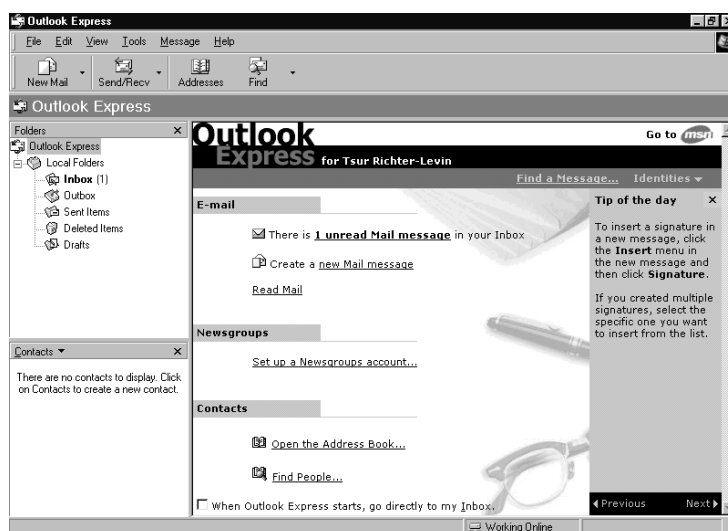 Outlook Express
File Edit View Tools Message Help
New Mail Send/Recv Addresses Find
Outlook Express
Folders
Outlook Express
Local Folders
Inbox (1)
Outbox
Sent Items
Deleted Items
Drafts
Contacts
There are no contacts to display. Click
on Contacts to create a new contact.
Outlook
Go to msn
Express for Tsur Richter-Levin
Find a Message... Identities
E-mail
There is 1 unread Mail message in your Inbox
Create a new Mail message
Read Mail
Newsgroups
Set up a Newsgroups account...
Contacts
Open the Address Book...
Find People...
When Outlook Express starts, go directly to my Inbox.
Tip of the day
To insert a signature in
a new message, click
the Insert menu in
the new message and
then click Signature.
If you created multiple
signatures, select the
specific one you want
to insert from the list.
Previous Next
Working Online